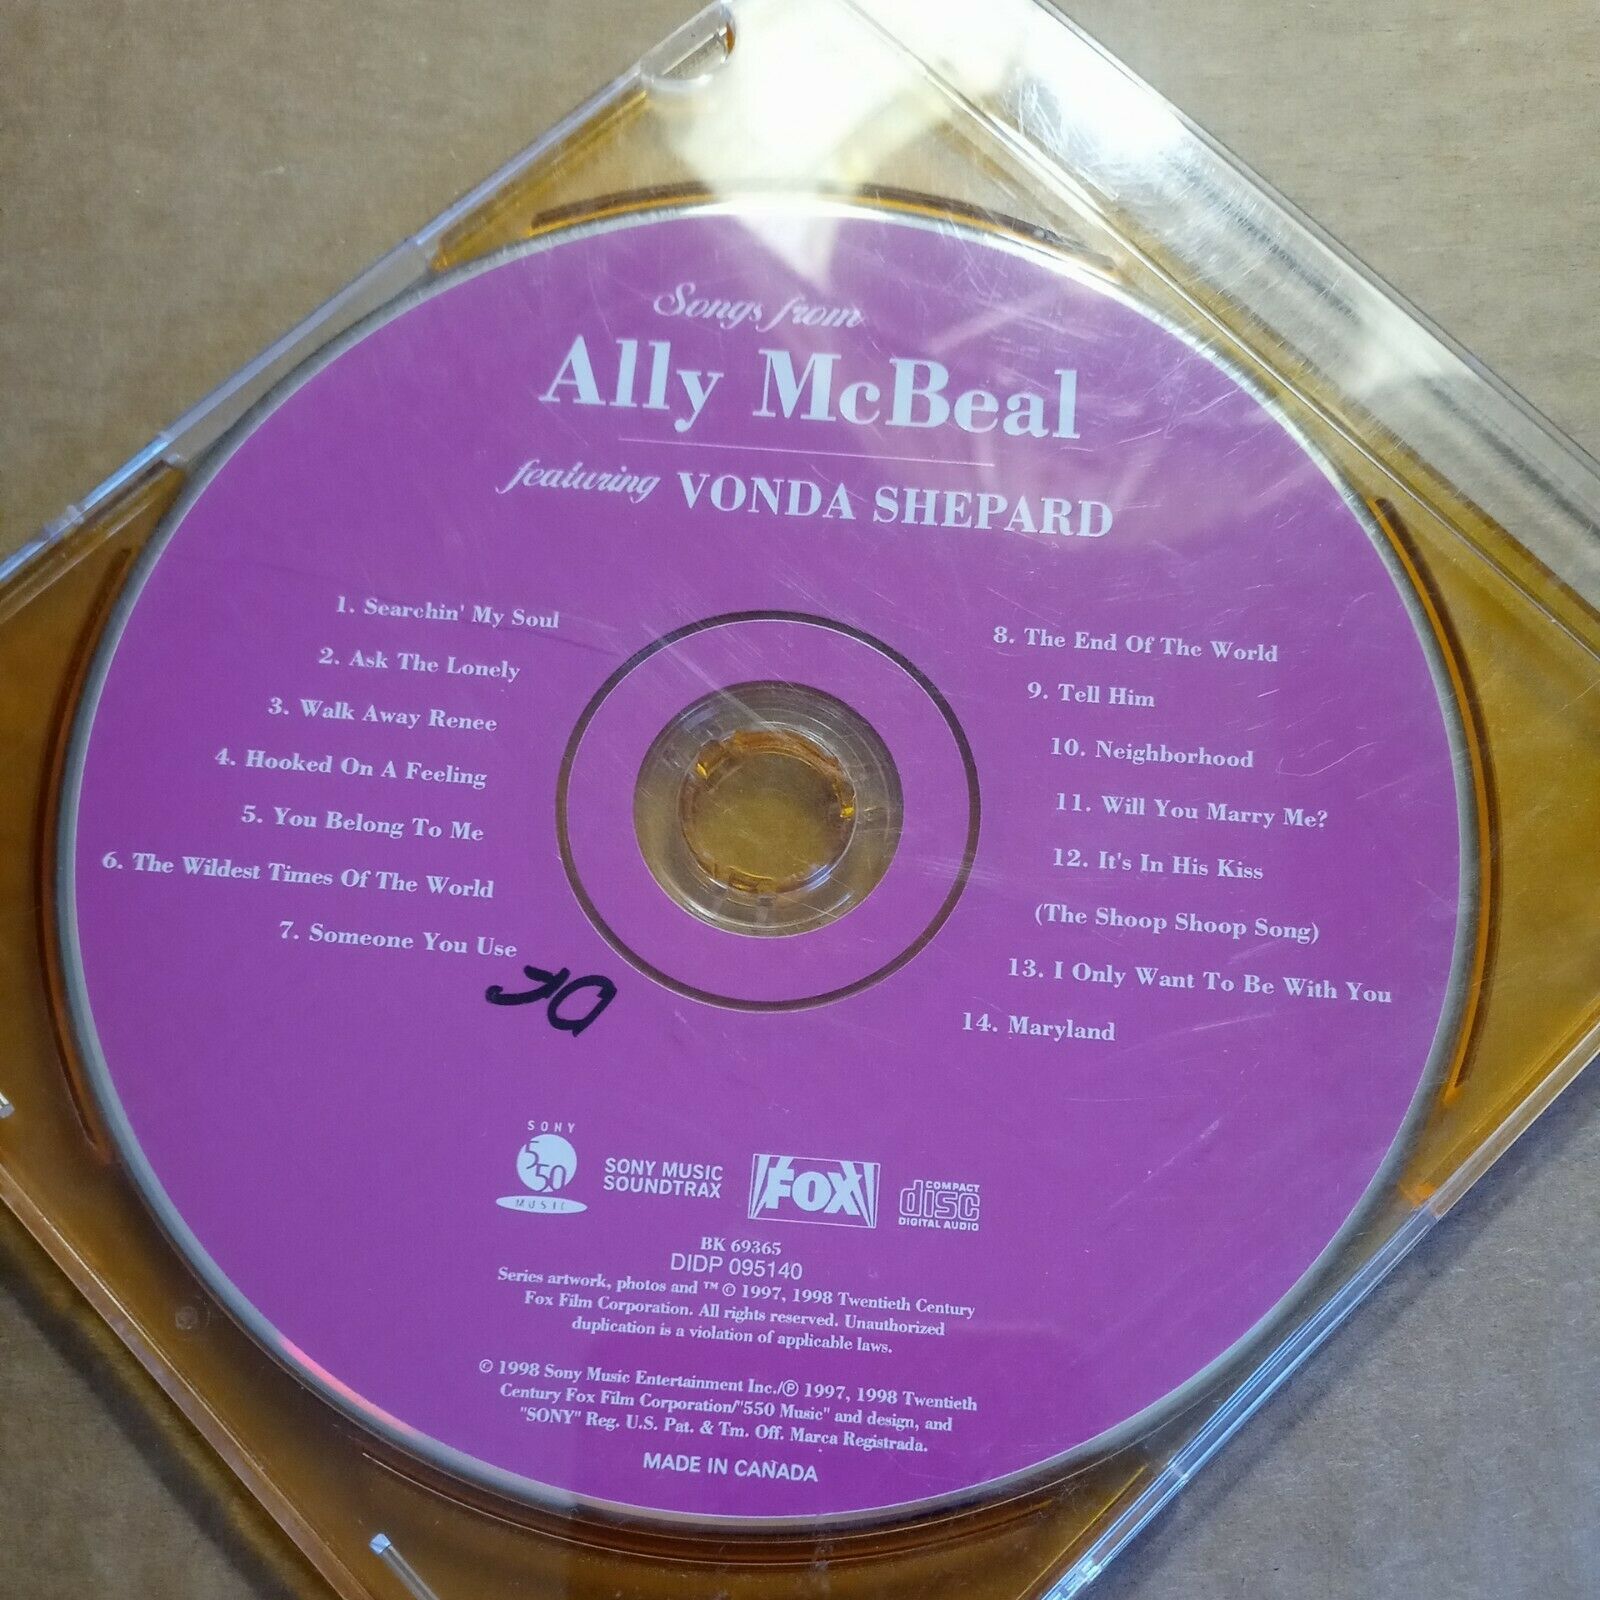 Songs from
Ally McBeal
featuring VONDA SHEPARD
1. Searchin' My Soul
2. Ask The Lonely
3. Walk Away Renee
4. Hooked On A Feeling
5. You Belong To Me
6. The Wildest Times Of The World
7. Someone You Use
8. The End Of The World
9. Tell Him
10. Neighborhood
11. Will You Marry Me?
12. It's In His Kiss
(The Shoop Shoop Song)
13. I Only Want To Be With You
14. Maryland
SONY
550
MUSIC
SONY MUSIC
SOUNDTRAX
FOX
COMPACT
disc
DIGITAL AUDIO
BK 69365
DIDP 095140
Series artwork, photos and ™ © 1997, 1998 Twentieth Century
Fox Film Corporation. All rights reserved. Unauthorized
duplication is a violation of applicable laws.
© 1998 Sony Music Entertainment Inc./℗ 1997, 1998 Twentieth
Century Fox Film Corporation/"550 Music" and design, and
"SONY" Reg. U.S. Pat. & Tm. Off. Marca Registrada.
MADE IN CANADA